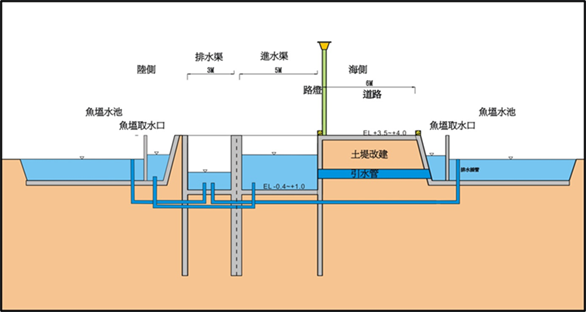 排水渠
進水渠
陸側
海側
3M
5M
6M
路燈
道路
魚塭水池
魚塭水池
魚塭取水口
魚塭取水口
EL +3.5~+4.0
土堤改建
引水管
EL -0.4~+1.0